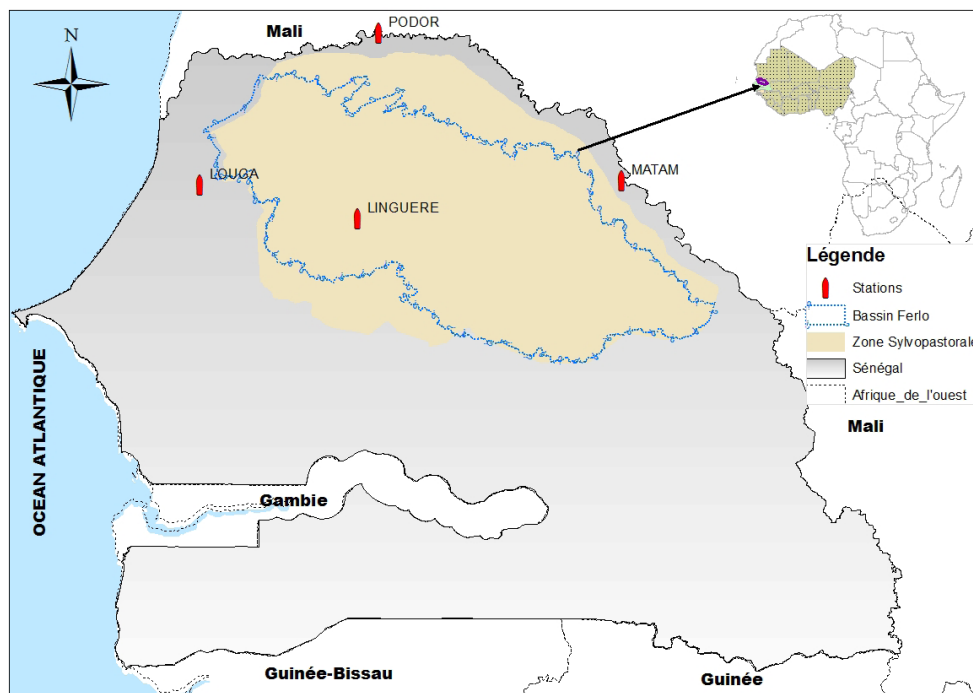 PODOR
Mali
N
LOUGA
MATAM
LINGUERE
Légende
Stations
Bassin Ferlo
Zone Sylvopastorale
Sénégal
Afrique_de_l'ouest
Mali
OCEAN ATLANTIQUE
Gambie
Guinée-Bissau
Guinée